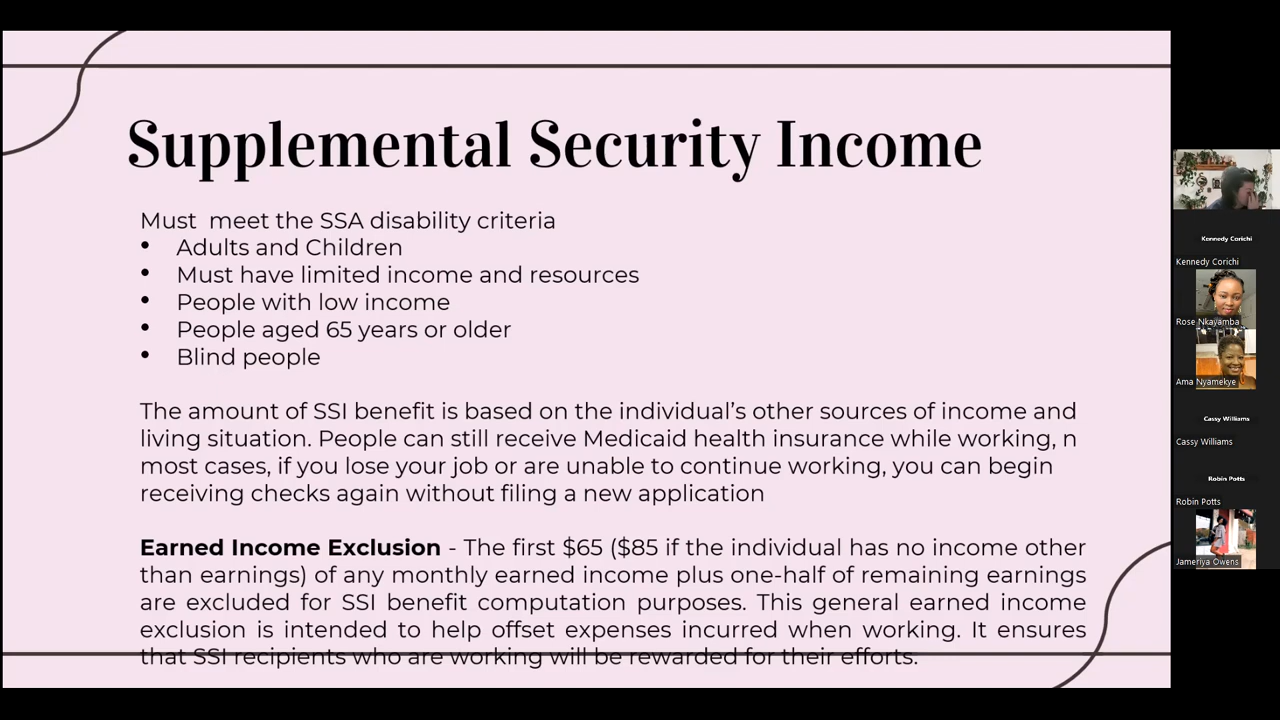 Supplemental Security Income
Must  meet the SSA disability criteria
• Adults and Children
• Must have limited income and resources
• People with low income
• People aged 65 years or older
• Blind people
The amount of SSI benefit is based on the individual’s other sources of income and
living situation. People can still receive Medicaid health insurance while working, n
most cases, if you lose your job or are unable to continue working, you can begin
receiving checks again without filing a new application
Earned Income Exclusion - The first $65 ($85 if the individual has no income other
than earnings) of any monthly earned income plus one-half of remaining earnings
are excluded for SSI benefit computation purposes. This general earned income
exclusion is intended to help offset expenses incurred when working. It ensures
that SSI recipients who are working will be rewarded for their efforts.
Kennedy Corichi
Kennedy Corichi
Rose Nkayamba
Ama Nyamekye
Cassy Williams
Cassy Williams
Robin Potts
Robin Potts
Jameriya Owens